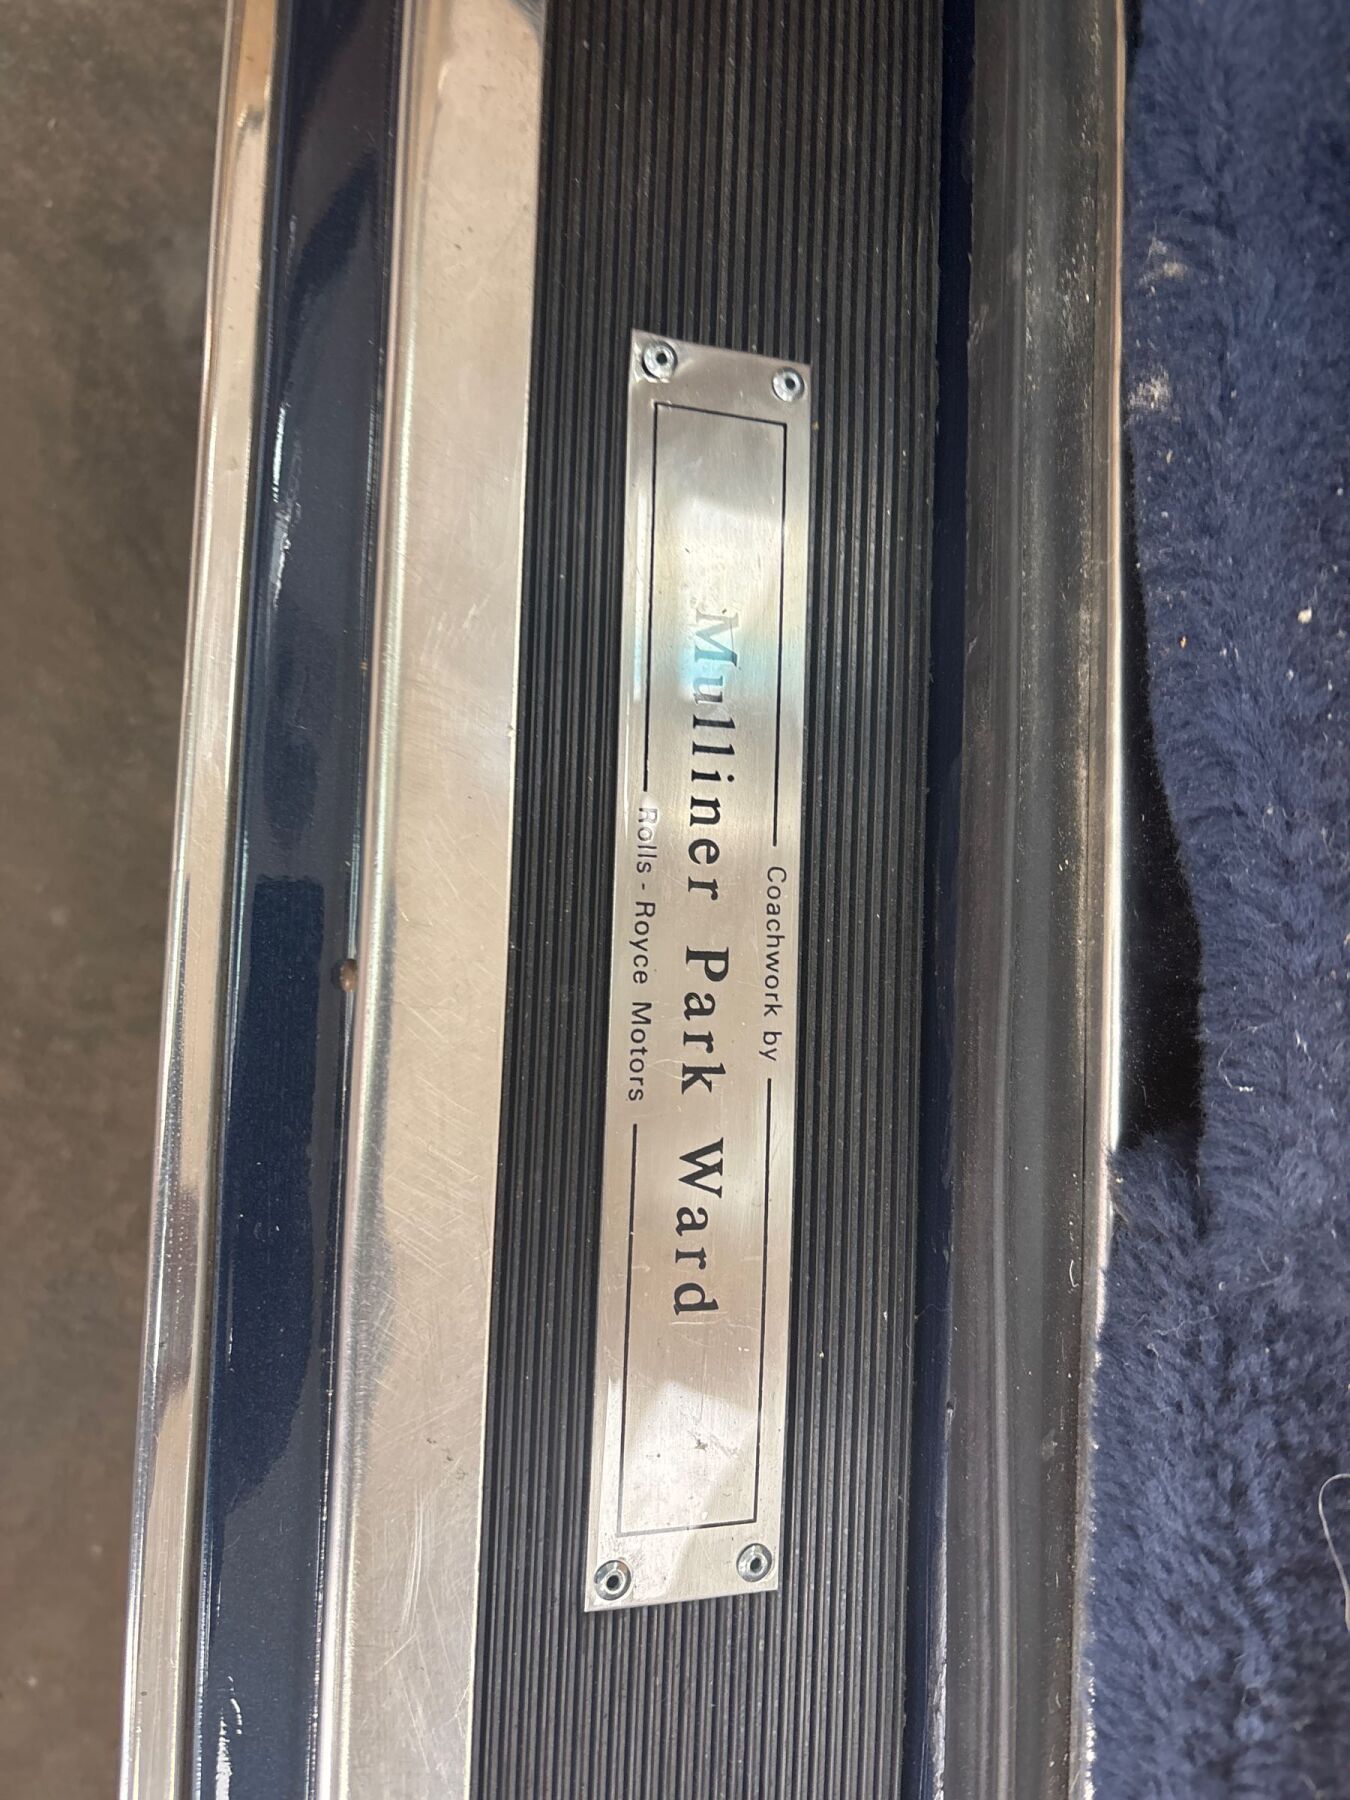 Coachwork by
Mulliner Park Ward
Rolls - Royce Motors